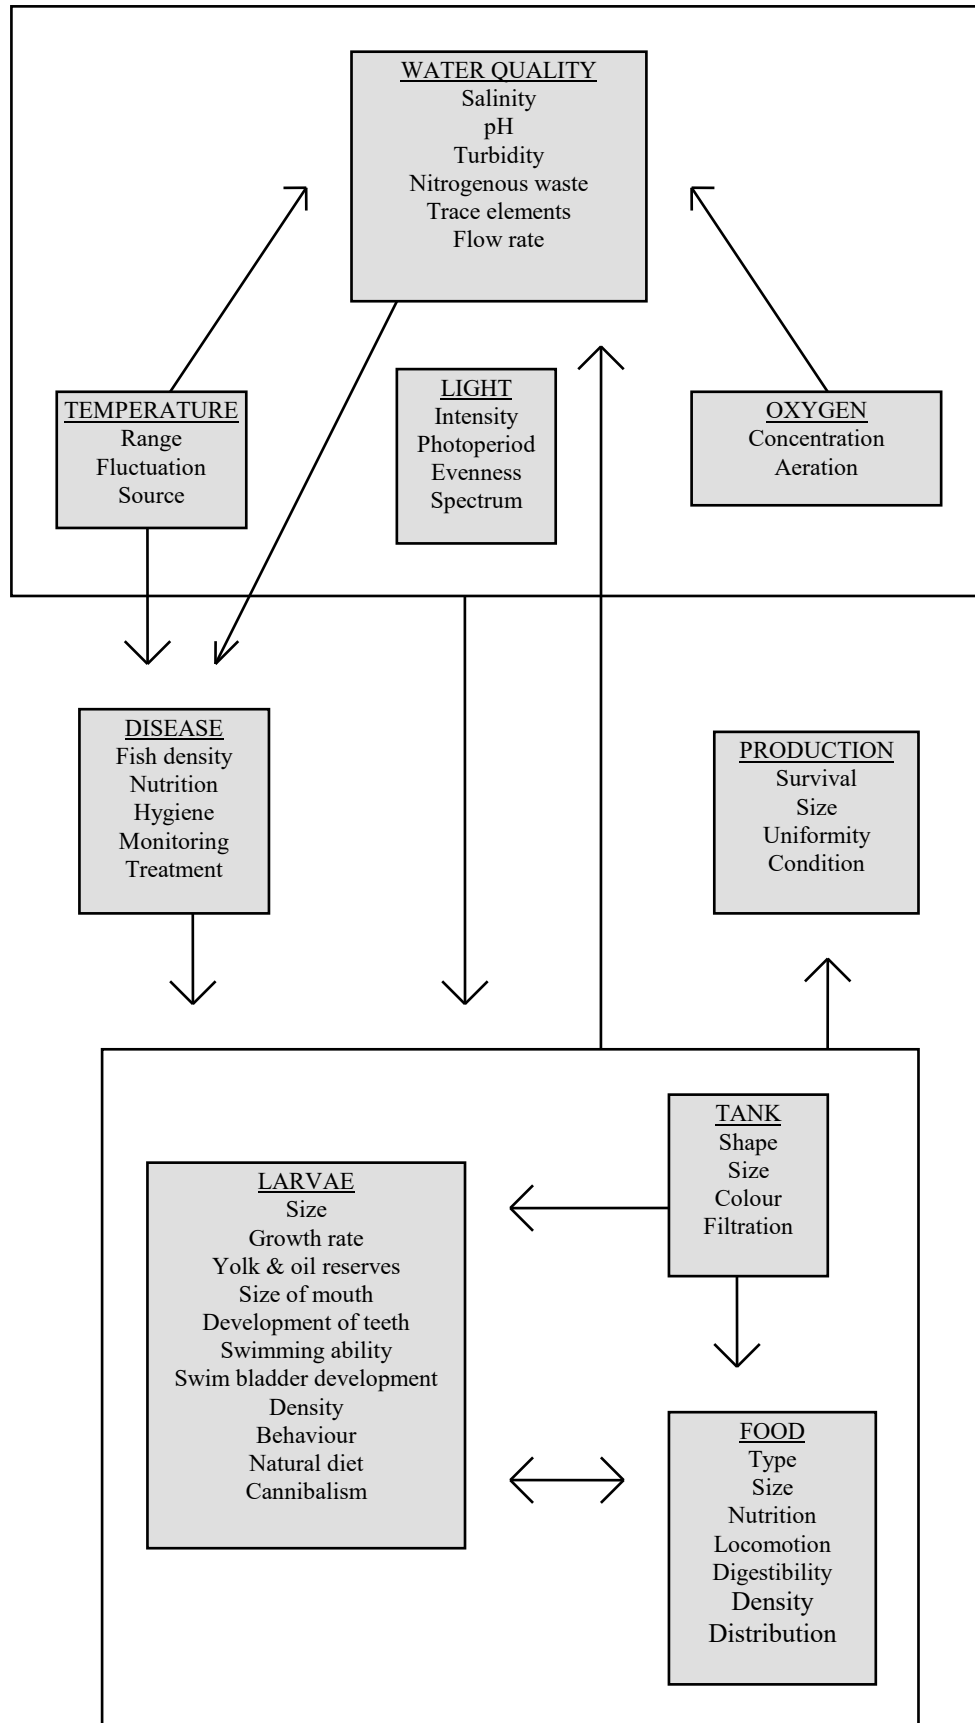 WATER QUALITY
Salinity
pH
Turbidity
Nitrogenous waste
Trace elements
Flow rate
TEMPERATURE
Range
Fluctuation
Source
LIGHT
Intensity
Photoperiod
Evenness
Spectrum
OXYGEN
Concentration
Aeration
DISEASE
Fish density
Nutrition
Hygiene
Monitoring
Treatment
PRODUCTION
Survival
Size
Uniformity
Condition
TANK
Shape
Size
Colour
Filtration
LARVAE
Size
Growth rate
Yolk & oil reserves
Size of mouth
Development of teeth
Swimming ability
Swim bladder development
Density
Behaviour
Natural diet
Cannibalism
FOOD
Type
Size
Nutrition
Locomotion
Digestibility
Density
Distribution